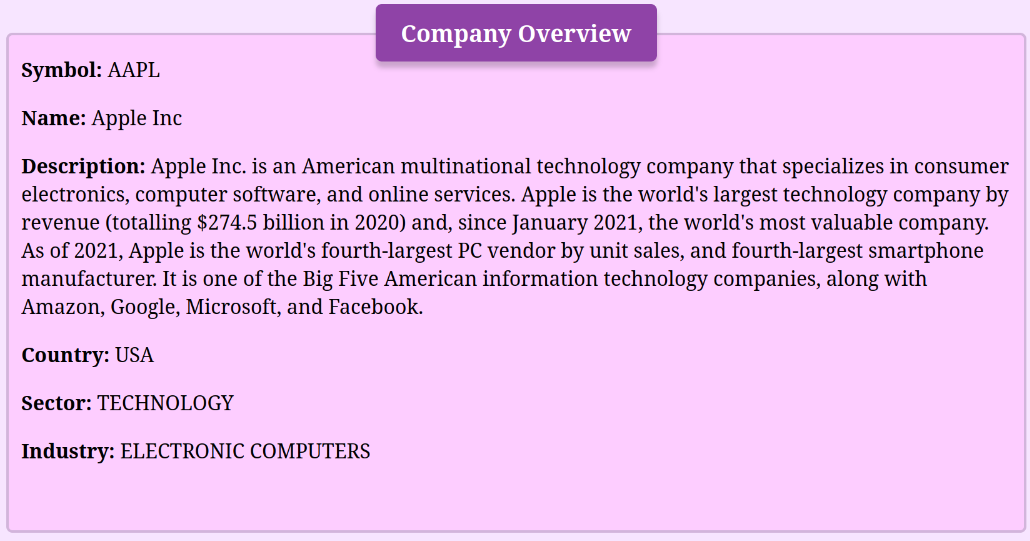 Company Overview
Symbol: AAPL
Name: Apple Inc
Description: Apple Inc. is an American multinational technology company that specializes in consumer
electronics, computer software, and online services. Apple is the world's largest technology company by
revenue (totalling $274.5 billion in 2020) and, since January 2021, the world's most valuable company.
As of 2021, Apple is the world's fourth-largest PC vendor by unit sales, and fourth-largest smartphone
manufacturer. It is one of the Big Five American information technology companies, along with
Amazon, Google, Microsoft, and Facebook.
Country: USA
Sector: TECHNOLOGY
Industry: ELECTRONIC COMPUTERS